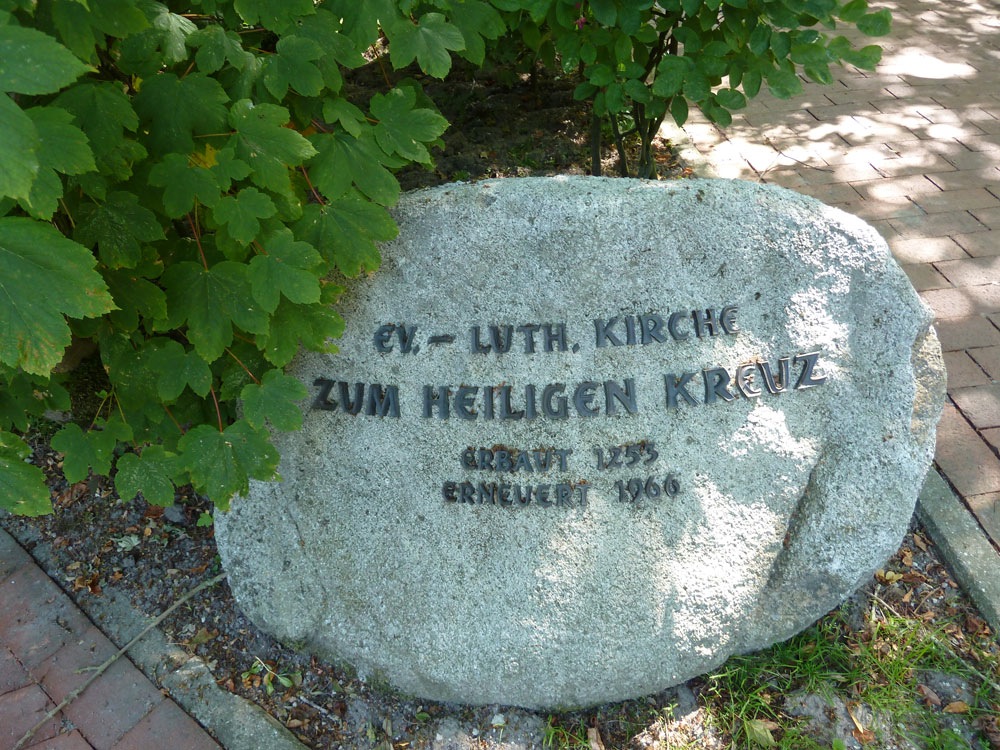 EV. – LUTH. KIRCHE
ZUM HEILIGEN KREUZ
ERBAUT 1255
ERNEUERT 1966